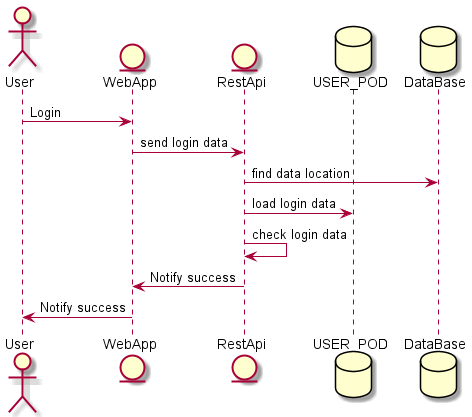 User
WebApp
RestApi
USER_POD
DataBase
Login
send login data
find data location
load login data
check login data
Notify success
Notify success
User
WebApp
RestApi
USER_POD
DataBase